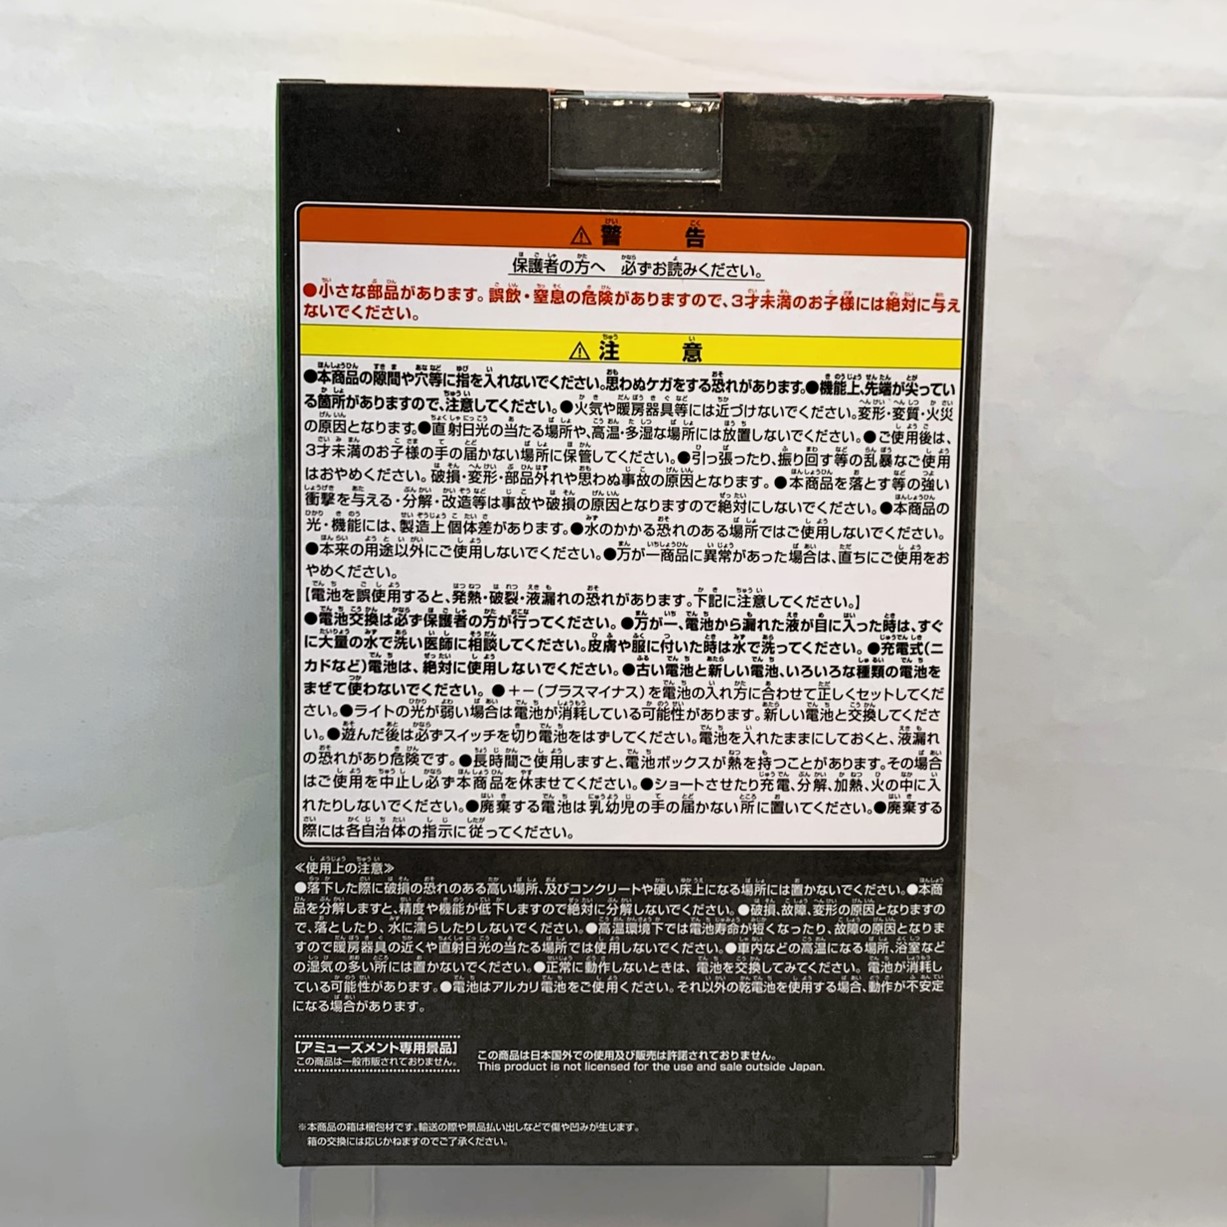 ⚠警告
保護者の方へ 必ずお読みください。
●小さな部品があります。誤飲・窒息の危険がありますので、3才未満のお子様には絶対に与え
ないでください。
⚠注意
●本商品の隙間や穴等に指を入れないでください。思わぬケガをする恐れがあります。●機能上、先端が尖ってい
る箇所がありますので、注意してください。●火気や暖房器具等には近づけないでください。変形・変質・火災
の原因となります。●直射日光の当たる場所や、高温・多湿な場所には放置しないでください。●ご使用後は、
3才未満のお子様の手の届かない場所に保管してください。●引っ張ったり、振り回す等の乱暴なご使用
はおやめください。破損・変形・部品外れや思わぬ事故の原因となります。●本商品を落とす等の強い
衝撃を与える・分解・改造等は事故や破損の原因となりますので絶対にしないでください。●本商品の
光・機能には、製造上個体差があります。●水のかかる恐れのある場所ではご使用しないでください。
●本来の用途以外にご使用しないでください。●万が一商品に異常があった場合は、直ちにご使用をお
やめください。
【電池を誤使用すると、発熱・破裂・液漏れの恐れがあります。下記に注意してください。】
●電池交換は必ず保護者の方が行ってください。●万が一、電池から漏れた液が目に入った時は、すぐ
に大量の水で洗い医師に相談してください。皮膚や服に付いた時は水で洗ってください。●充電式(ニ
カドなど)電池は、絶対に使用しないでください。●古い電池と新しい電池、いろいろな種類の電池を
まぜて使わないでください。●+−(プラスマイナス)を電池の入れ方に合わせて正しくセットしてくだ
さい。●ライトの光が弱い場合は電池が消耗している可能性があります。新しい電池と交換してくださ
い。●遊んだ後は必ずスイッチを切り電池をはずしてください。電池を入れたままにしておくと、液漏れ
の恐れがあり危険です。●長時間ご使用しますと、電池ボックスが熱を持つことがあります。その場合
はご使用を中止し必ず本商品を休ませてください。●ショートさせたり充電、分解、加熱、火の中に入
れたりしないでください。●廃棄する電池は乳幼児の手の届かない所に置いてください。●廃棄する
際には各自治体の指示に従ってください。
≪使用上の注意≫
●落下した際に破損の恐れのある高い場所、及びコンクリートや硬い床上になる場所には置かないでください。●本商
品を分解しますと、精度や機能が低下しますので絶対に分解しないでください。●破損、故障、変形の原因となりますの
で、落としたり、水に濡らしたりしないでください。●高温環境下では電池寿命が短くなったり、故障の原因となりま
すので暖房器具の近くや直射日光の当たる場所では使用しないでください。●車内などの高温になる場所、浴室など
の湿気の多い所には置かないでください。●正常に動作しないときは、電池を交換してみてください。電池が消耗し
ている可能性があります。●電池はアルカリ電池をご使用ください。それ以外の乾電池を使用する場合、動作が不安定
になる場合があります。
【アミューズメント専用景品】
この商品は一般市販されておりません。
この商品は日本国外での使用及び販売は許諾されておりません。
This product is not licensed for the use and sale outside Japan.
※本商品の箱は梱包材です。輸送の際や景品払い出しなどで傷や凹みが生じます。
箱の交換には応じかねますのでご了承ください。